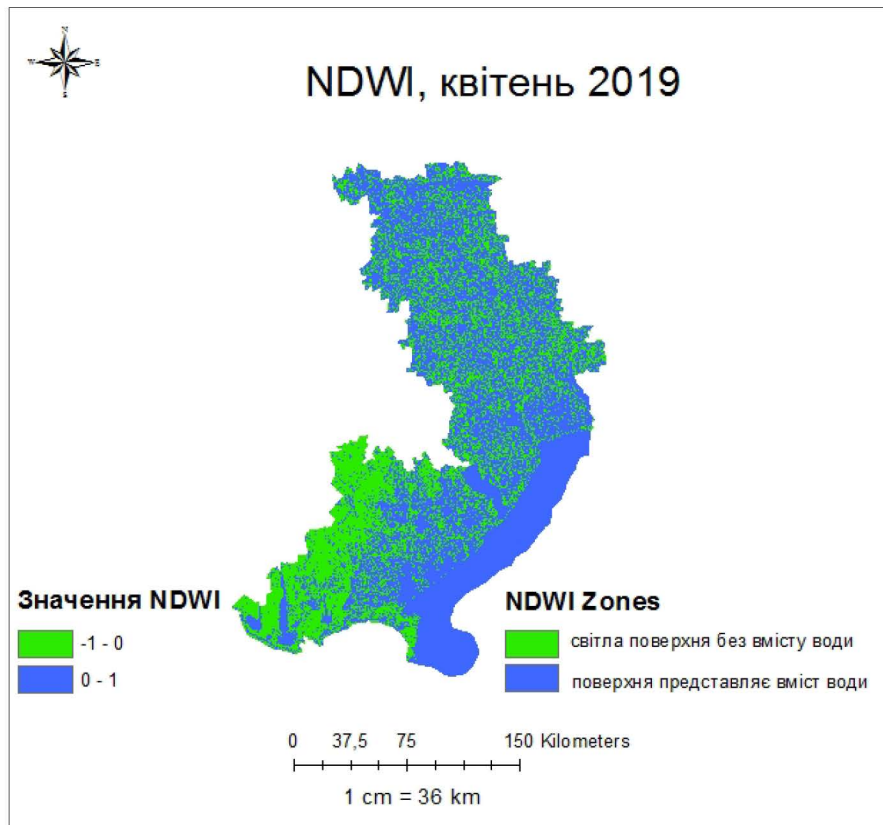 N
W
E
S
NDWI, квітень 2019
Значення NDWI
-1 - 0
0 - 1
NDWI Zones
світла поверхня без вмісту води
поверхня представляє вміст води
0 37,5 75 150 Kilometers
1 cm = 36 km